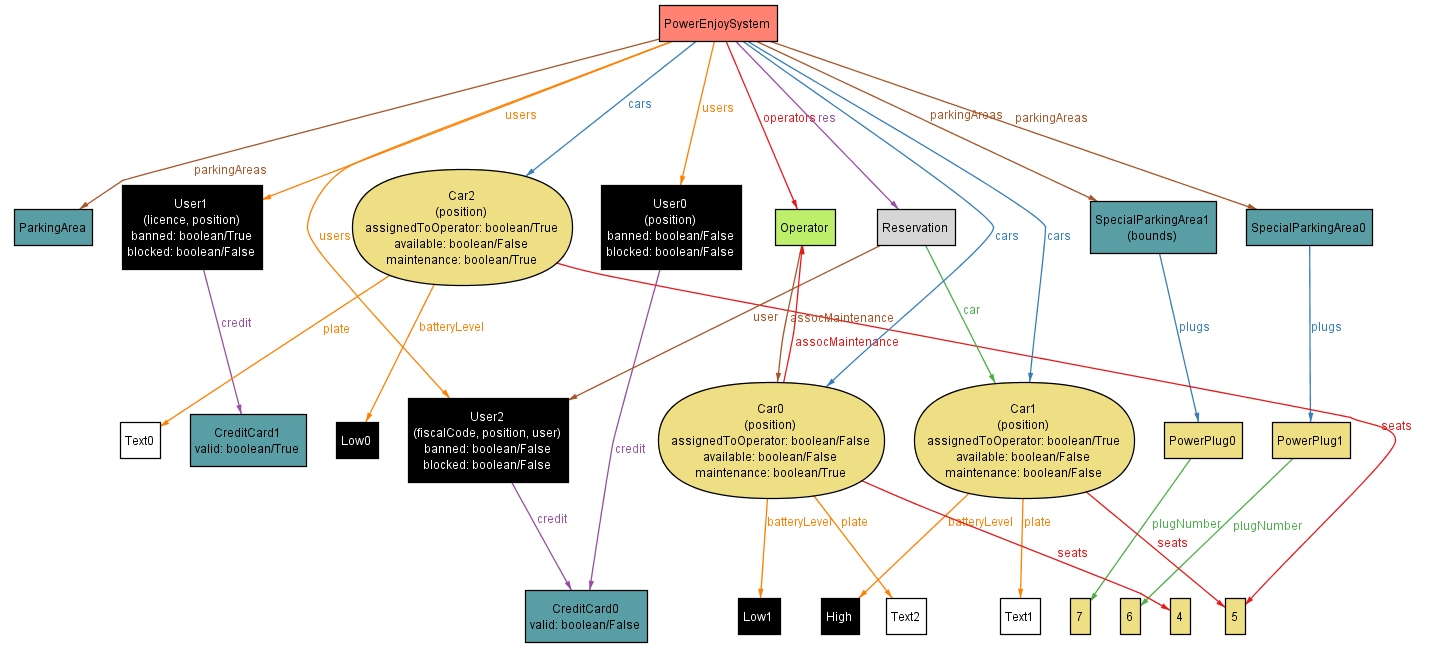 PowerEnjoySystem
users
cars
users
operators
res
parkingAreas
parkingAreas
parkingAreas
users
cars
cars
ParkingArea
User1
(licence, position)
banned: boolean/True
blocked: boolean/False
Car2
(position)
assignedToOperator: boolean/True
available: boolean/False
maintenance: boolean/True
User0
(position)
banned: boolean/False
blocked: boolean/False
Operator
Reservation
SpecialParkingArea1
(bounds)
SpecialParkingArea0
credit
plate
batteryLevel
user
assocMaintenance
assocMaintenance
car
plugs
plugs
Text0
CreditCard1
valid: boolean/True
Low0
User2
(fiscalCode, position, user)
banned: boolean/False
blocked: boolean/False
credit
Car0
(position)
assignedToOperator: boolean/False
available: boolean/False
maintenance: boolean/True
Car1
(position)
assignedToOperator: boolean/True
available: boolean/False
maintenance: boolean/False
PowerPlug0
PowerPlug1
seats
credit
batteryLevel
plate
batteryLevel
plate
seats
seats
plugNumber
plugNumber
CreditCard0
valid: boolean/False
Low1
High
Text2
Text1
7
6
4
5